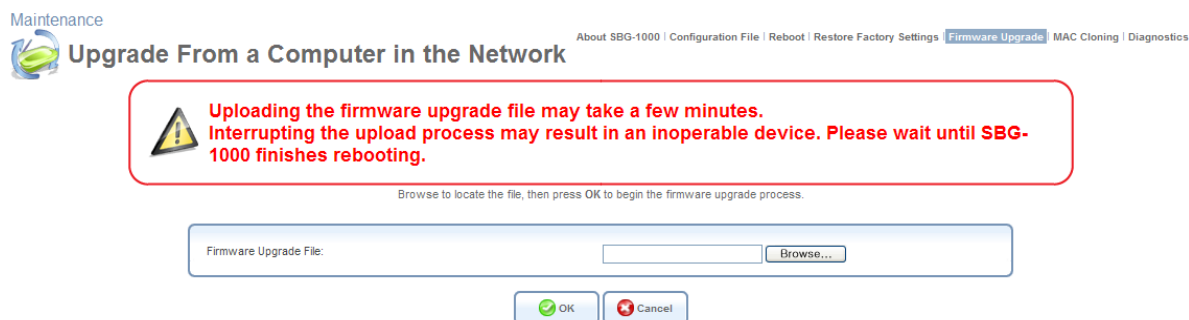 Maintenance
About SBG-1000 | Configuration File | Reboot | Restore Factory Settings | Firmware Upgrade | MAC Cloning | Diagnostics
Upgrade From a Computer in the Network
Uploading the firmware upgrade file may take a few minutes.
Interrupting the upload process may result in an inoperable device. Please wait until SBG-
1000 finishes rebooting.
Browse to locate the file, then press OK to begin the firmware upgrade process.
Firmware Upgrade File:
Browse...
OK
Cancel